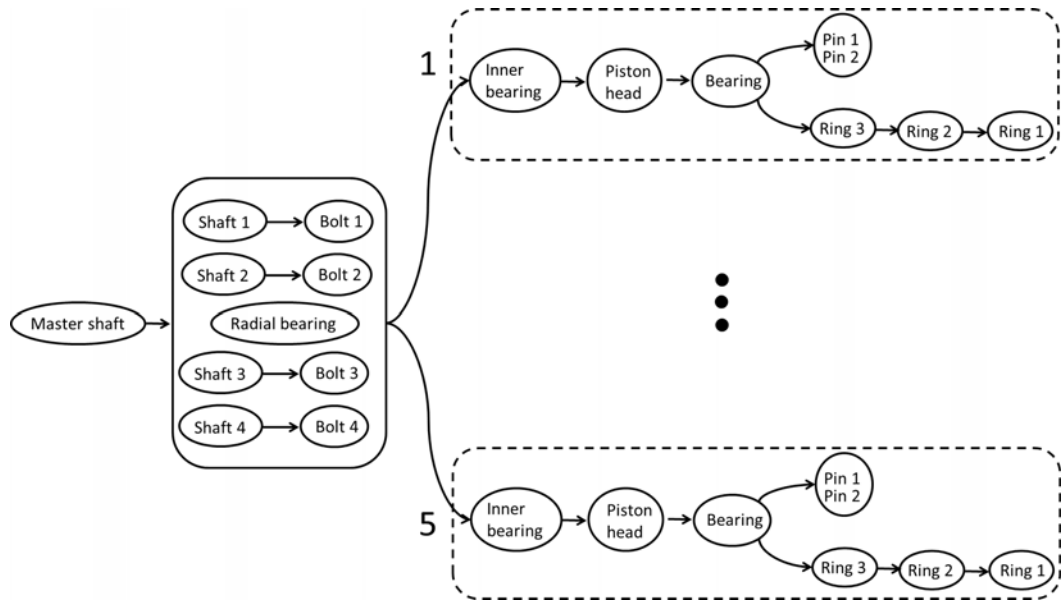 1
Inner
bearing
Piston
head
Bearing
Pin 1
Pin 2
Ring 3
Ring 2
Ring 1
Master shaft
Shaft 1
Bolt 1
Shaft 2
Bolt 2
Radial bearing
Shaft 3
Bolt 3
Shaft 4
Bolt 4
5
Inner
bearing
Piston
head
Bearing
Pin 1
Pin 2
Ring 3
Ring 2
Ring 1